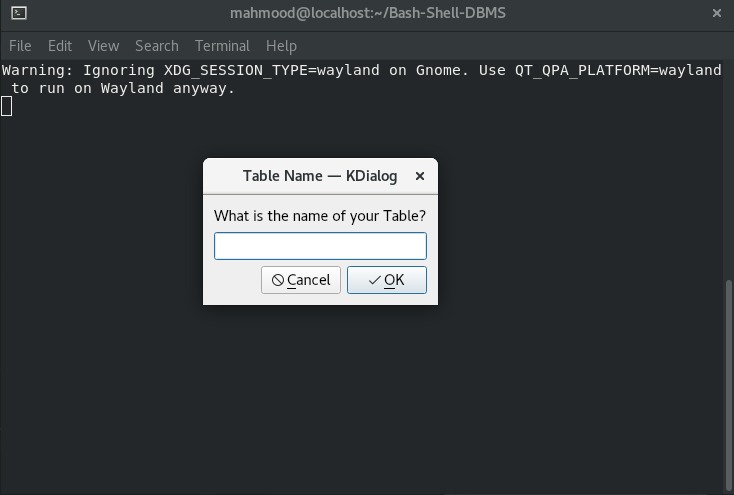 mahmood@localhost:~/Bash-Shell-DBMS
File Edit View Search Terminal Help
Warning: Ignoring XDG_SESSION_TYPE=wayland on Gnome. Use QT_QPA_PLATFORM=wayland
to run on Wayland anyway.
Table Name — KDialog
What is the name of your Table?
Cancel OK